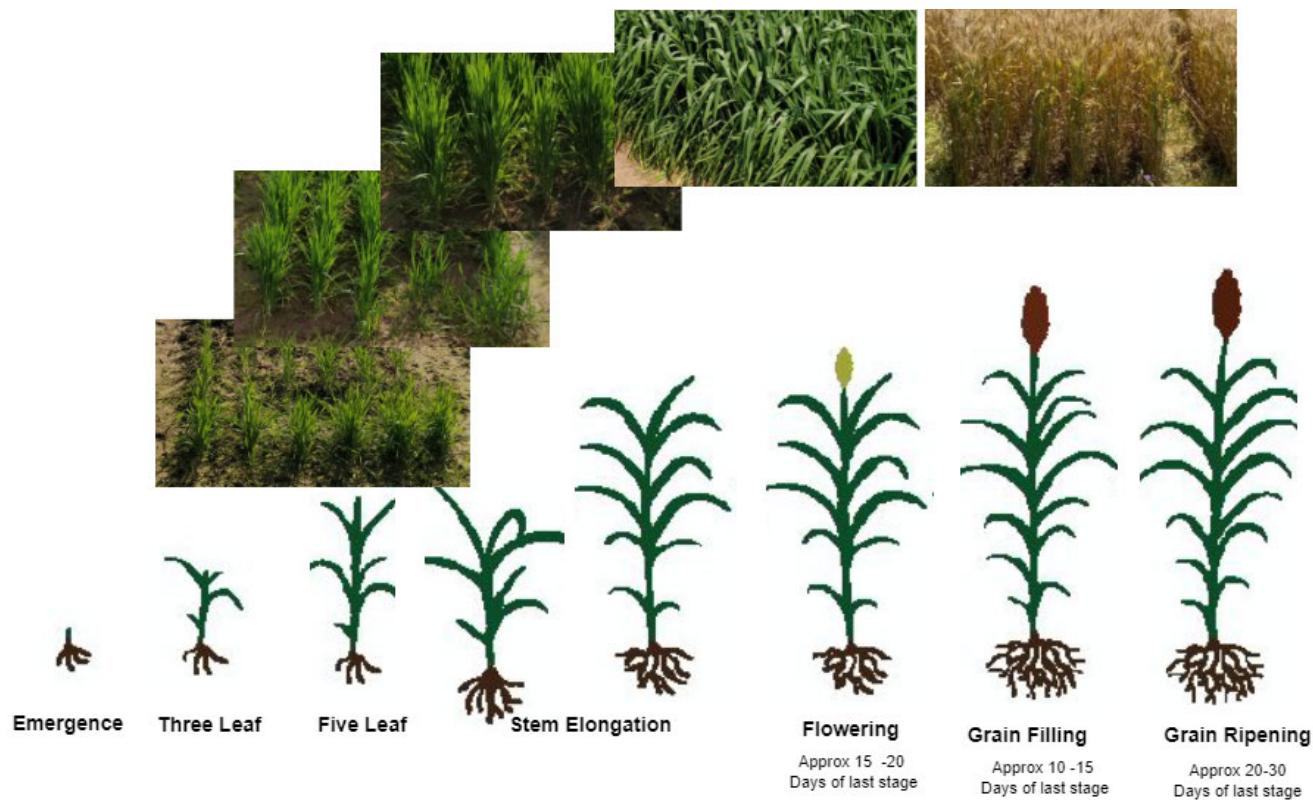 Emergence
Three Leaf
Five Leaf
Stem Elongation
Flowering
Approx 15 -20
Days of last stage
Grain Filling
Approx 10 -15
Days of last stage
Grain Ripening
Approx 20-30
Days of last stage